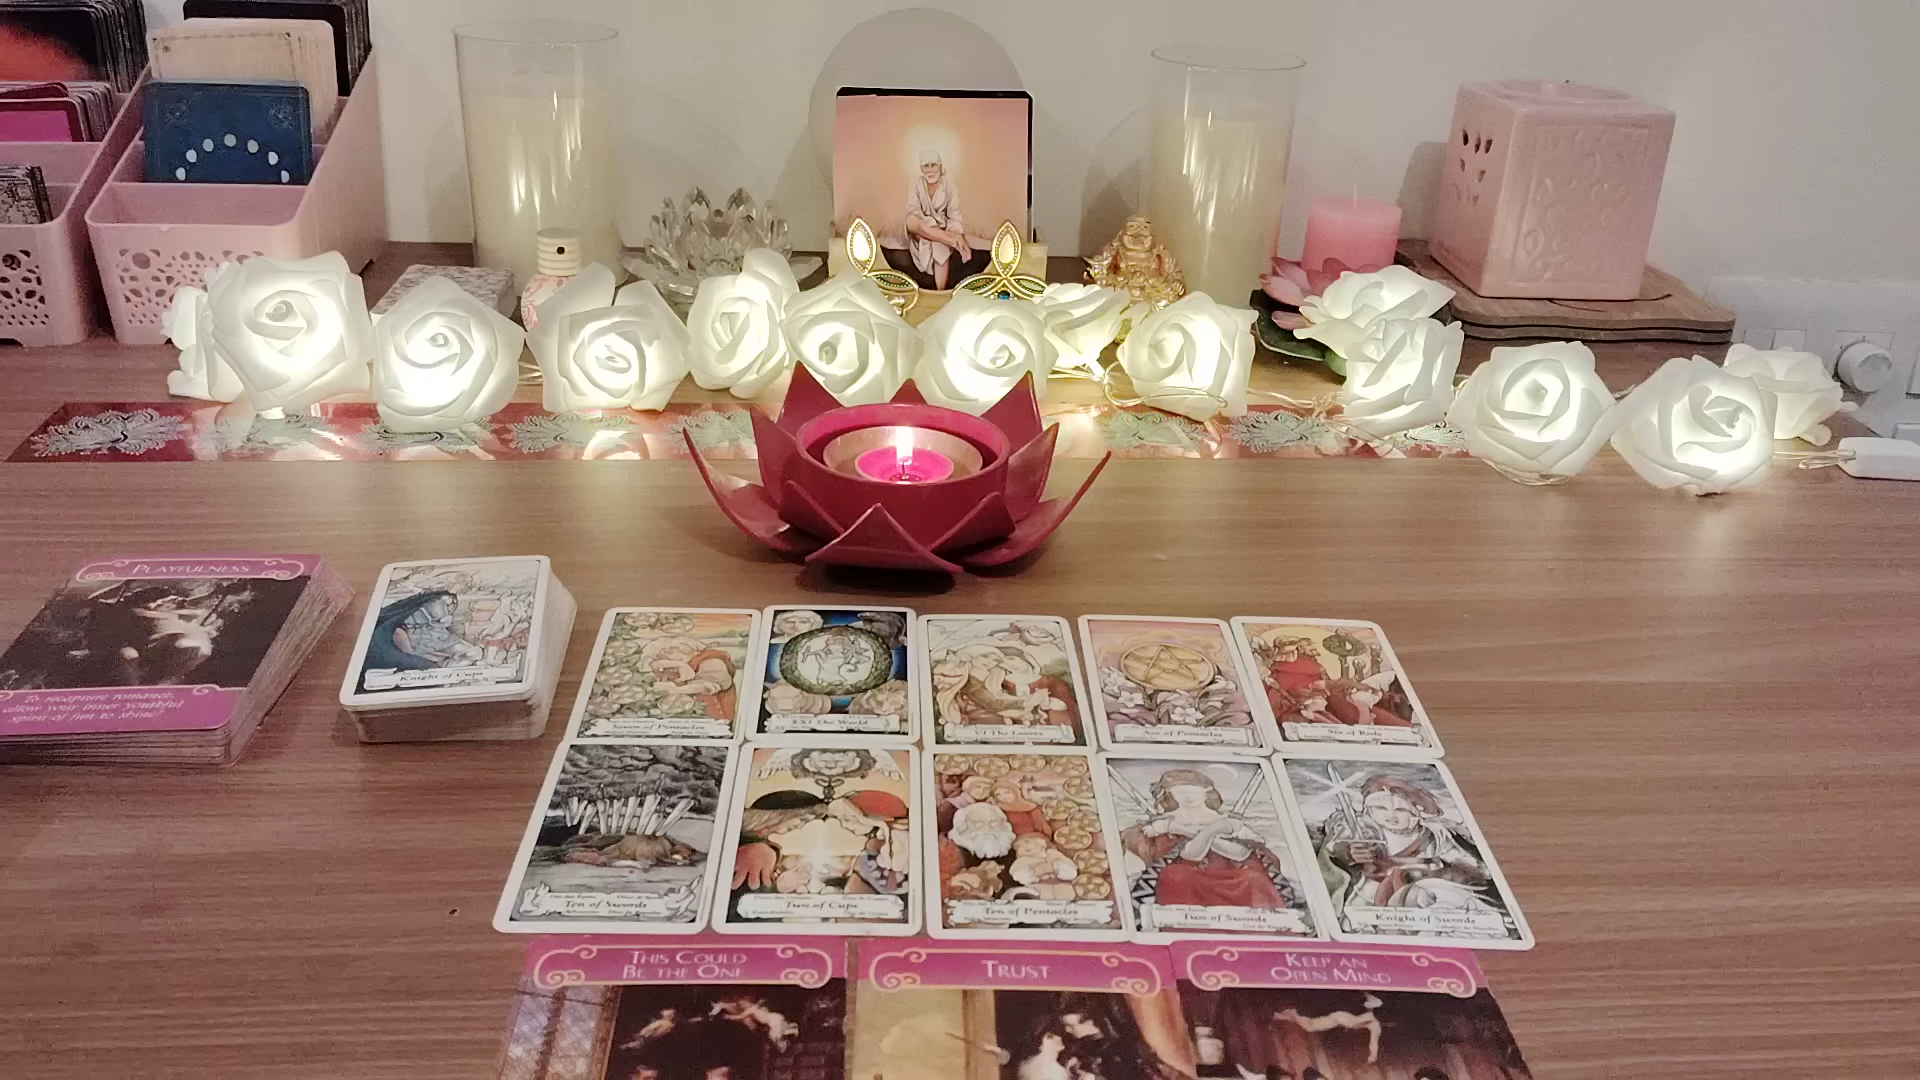 PLAYFULNESS
To recapture romance,
allow your inner youthful
spirit of fun to shine!
Knight of Cups
Seven of Pentacles
XXI The World
VI The Lovers
Ace of Pentacles
Six of Rods
Ten of Swords
Two of Cups
Ten of Pentacles
Two of Swords
Knight of Swords
THIS COULD
BE THE ONE
TRUST
KEEP AN
OPEN MIND